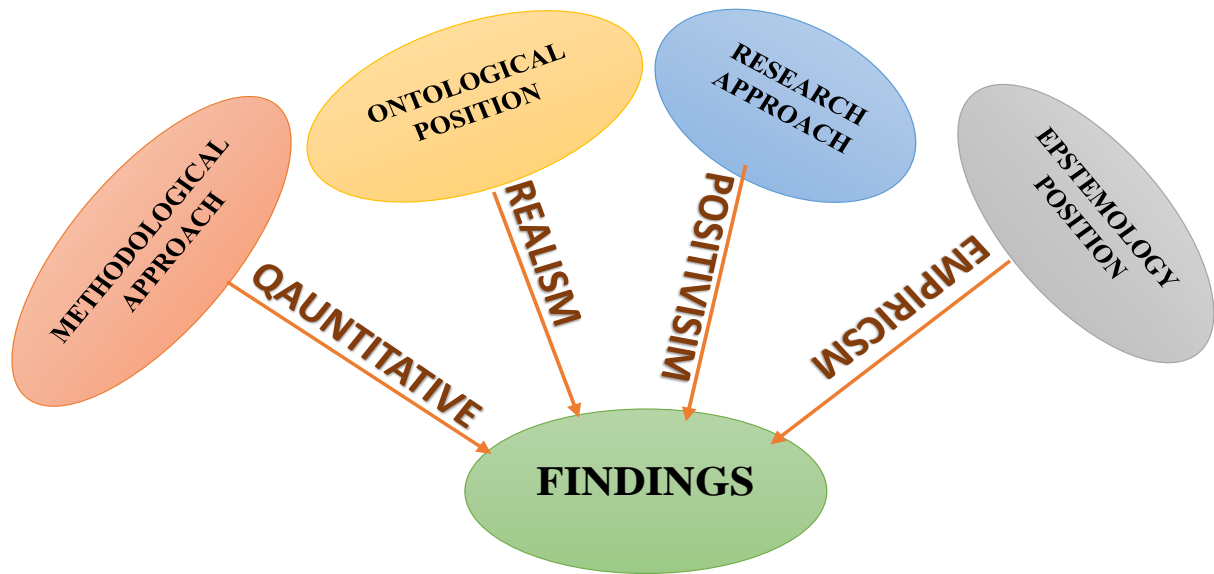 METHODOLOGICAL
APPROACH
ONTOLOGICAL
POSITION
RESEARCH
APPROACH
EPSTEMOLOGY
POSITION
QAUNTITATIVE
REALISM
POSITIVISIM
EMPIRICSM
FINDINGS